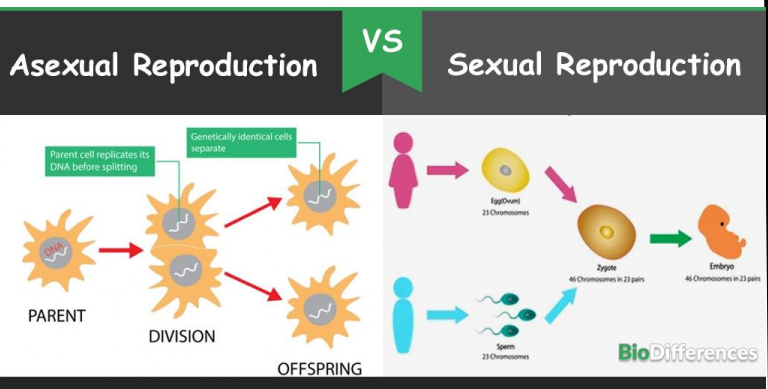 Asexual Reproduction
VS
Sexual Reproduction
Parent cell replicates its
DNA before splitting
Genetically identical cells
separate
DNA
PARENT
DIVISION
OFFSPRING
Egg(Ovum)
23 Chromosomes
Sperm
23 Chromosomes
Zygote
46 Chromosomes in 23 pairs
Embryo
46 Chromosomes in 23 pairs
BioDifferences